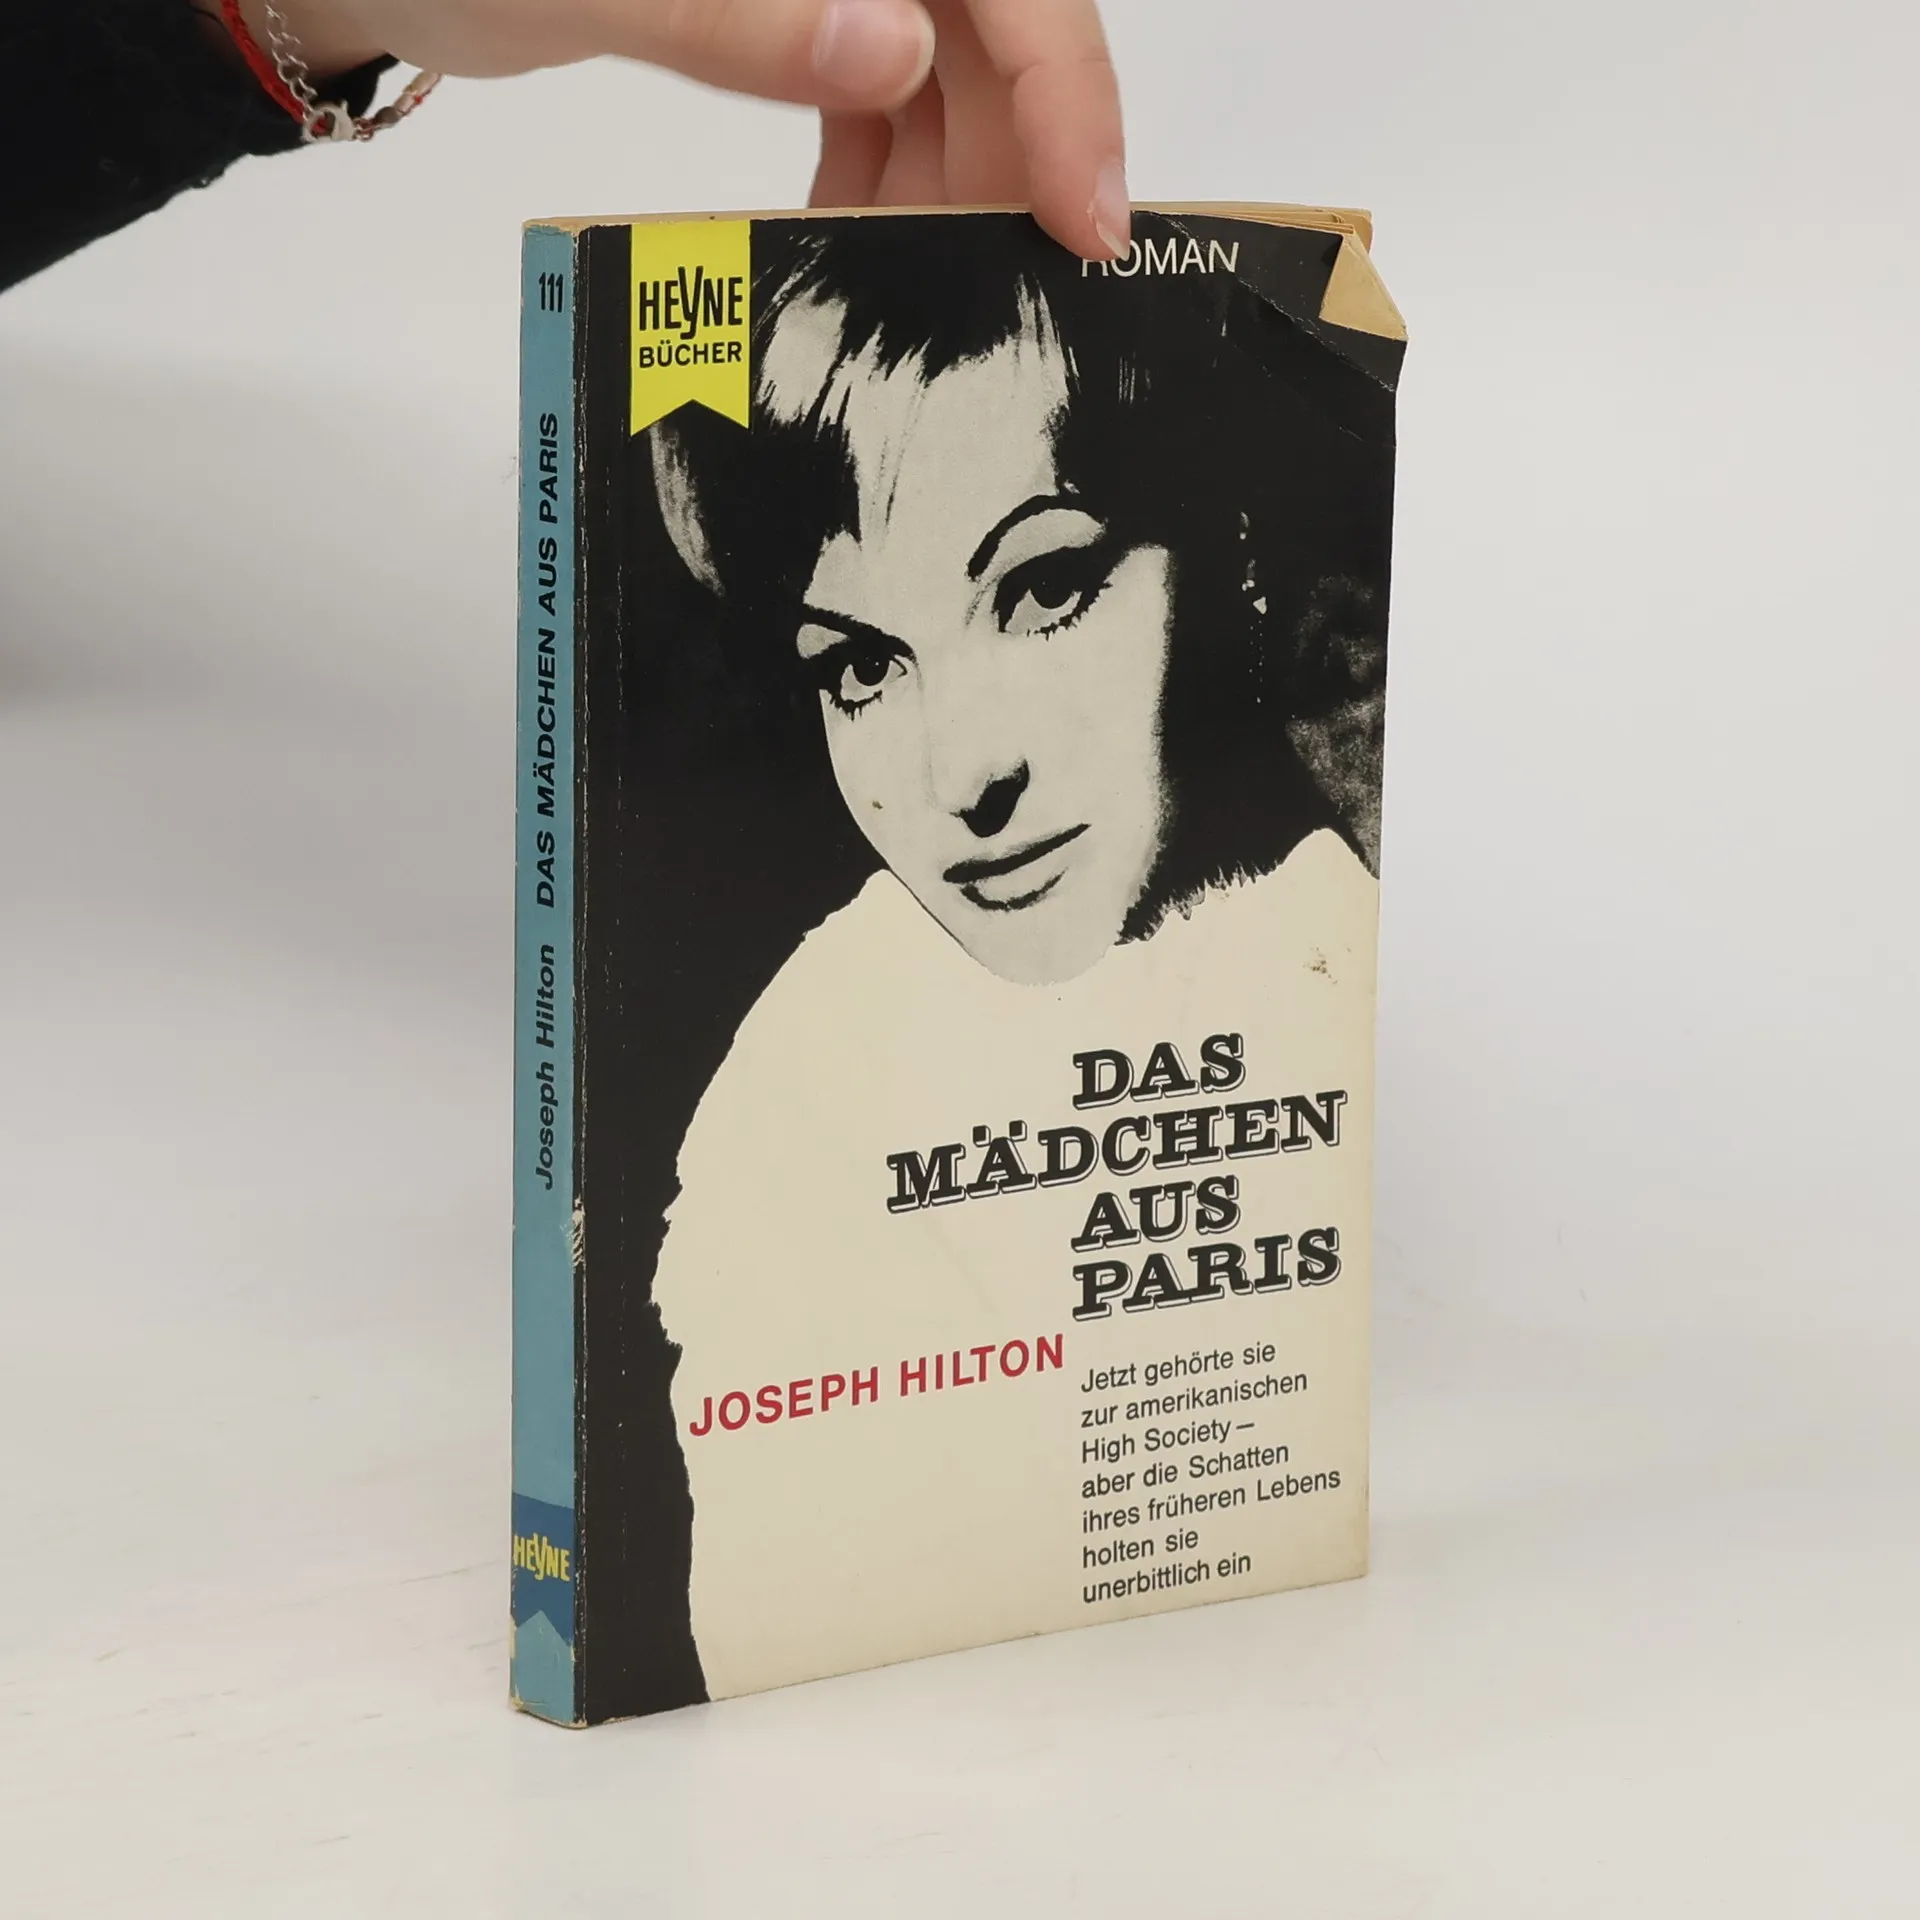 111
Joseph Hilton DAS MÄDCHEN AUS PARIS
HEYNE
HEYNE
BÜCHER
ROMAN
DAS
MÄDCHEN
AUS
PARIS
JOSEPH HILTON
Jetzt gehörte sie
zur amerikanischen
High Society –
aber die Schatten
ihres früheren Lebens
holten sie
unerbittlich ein